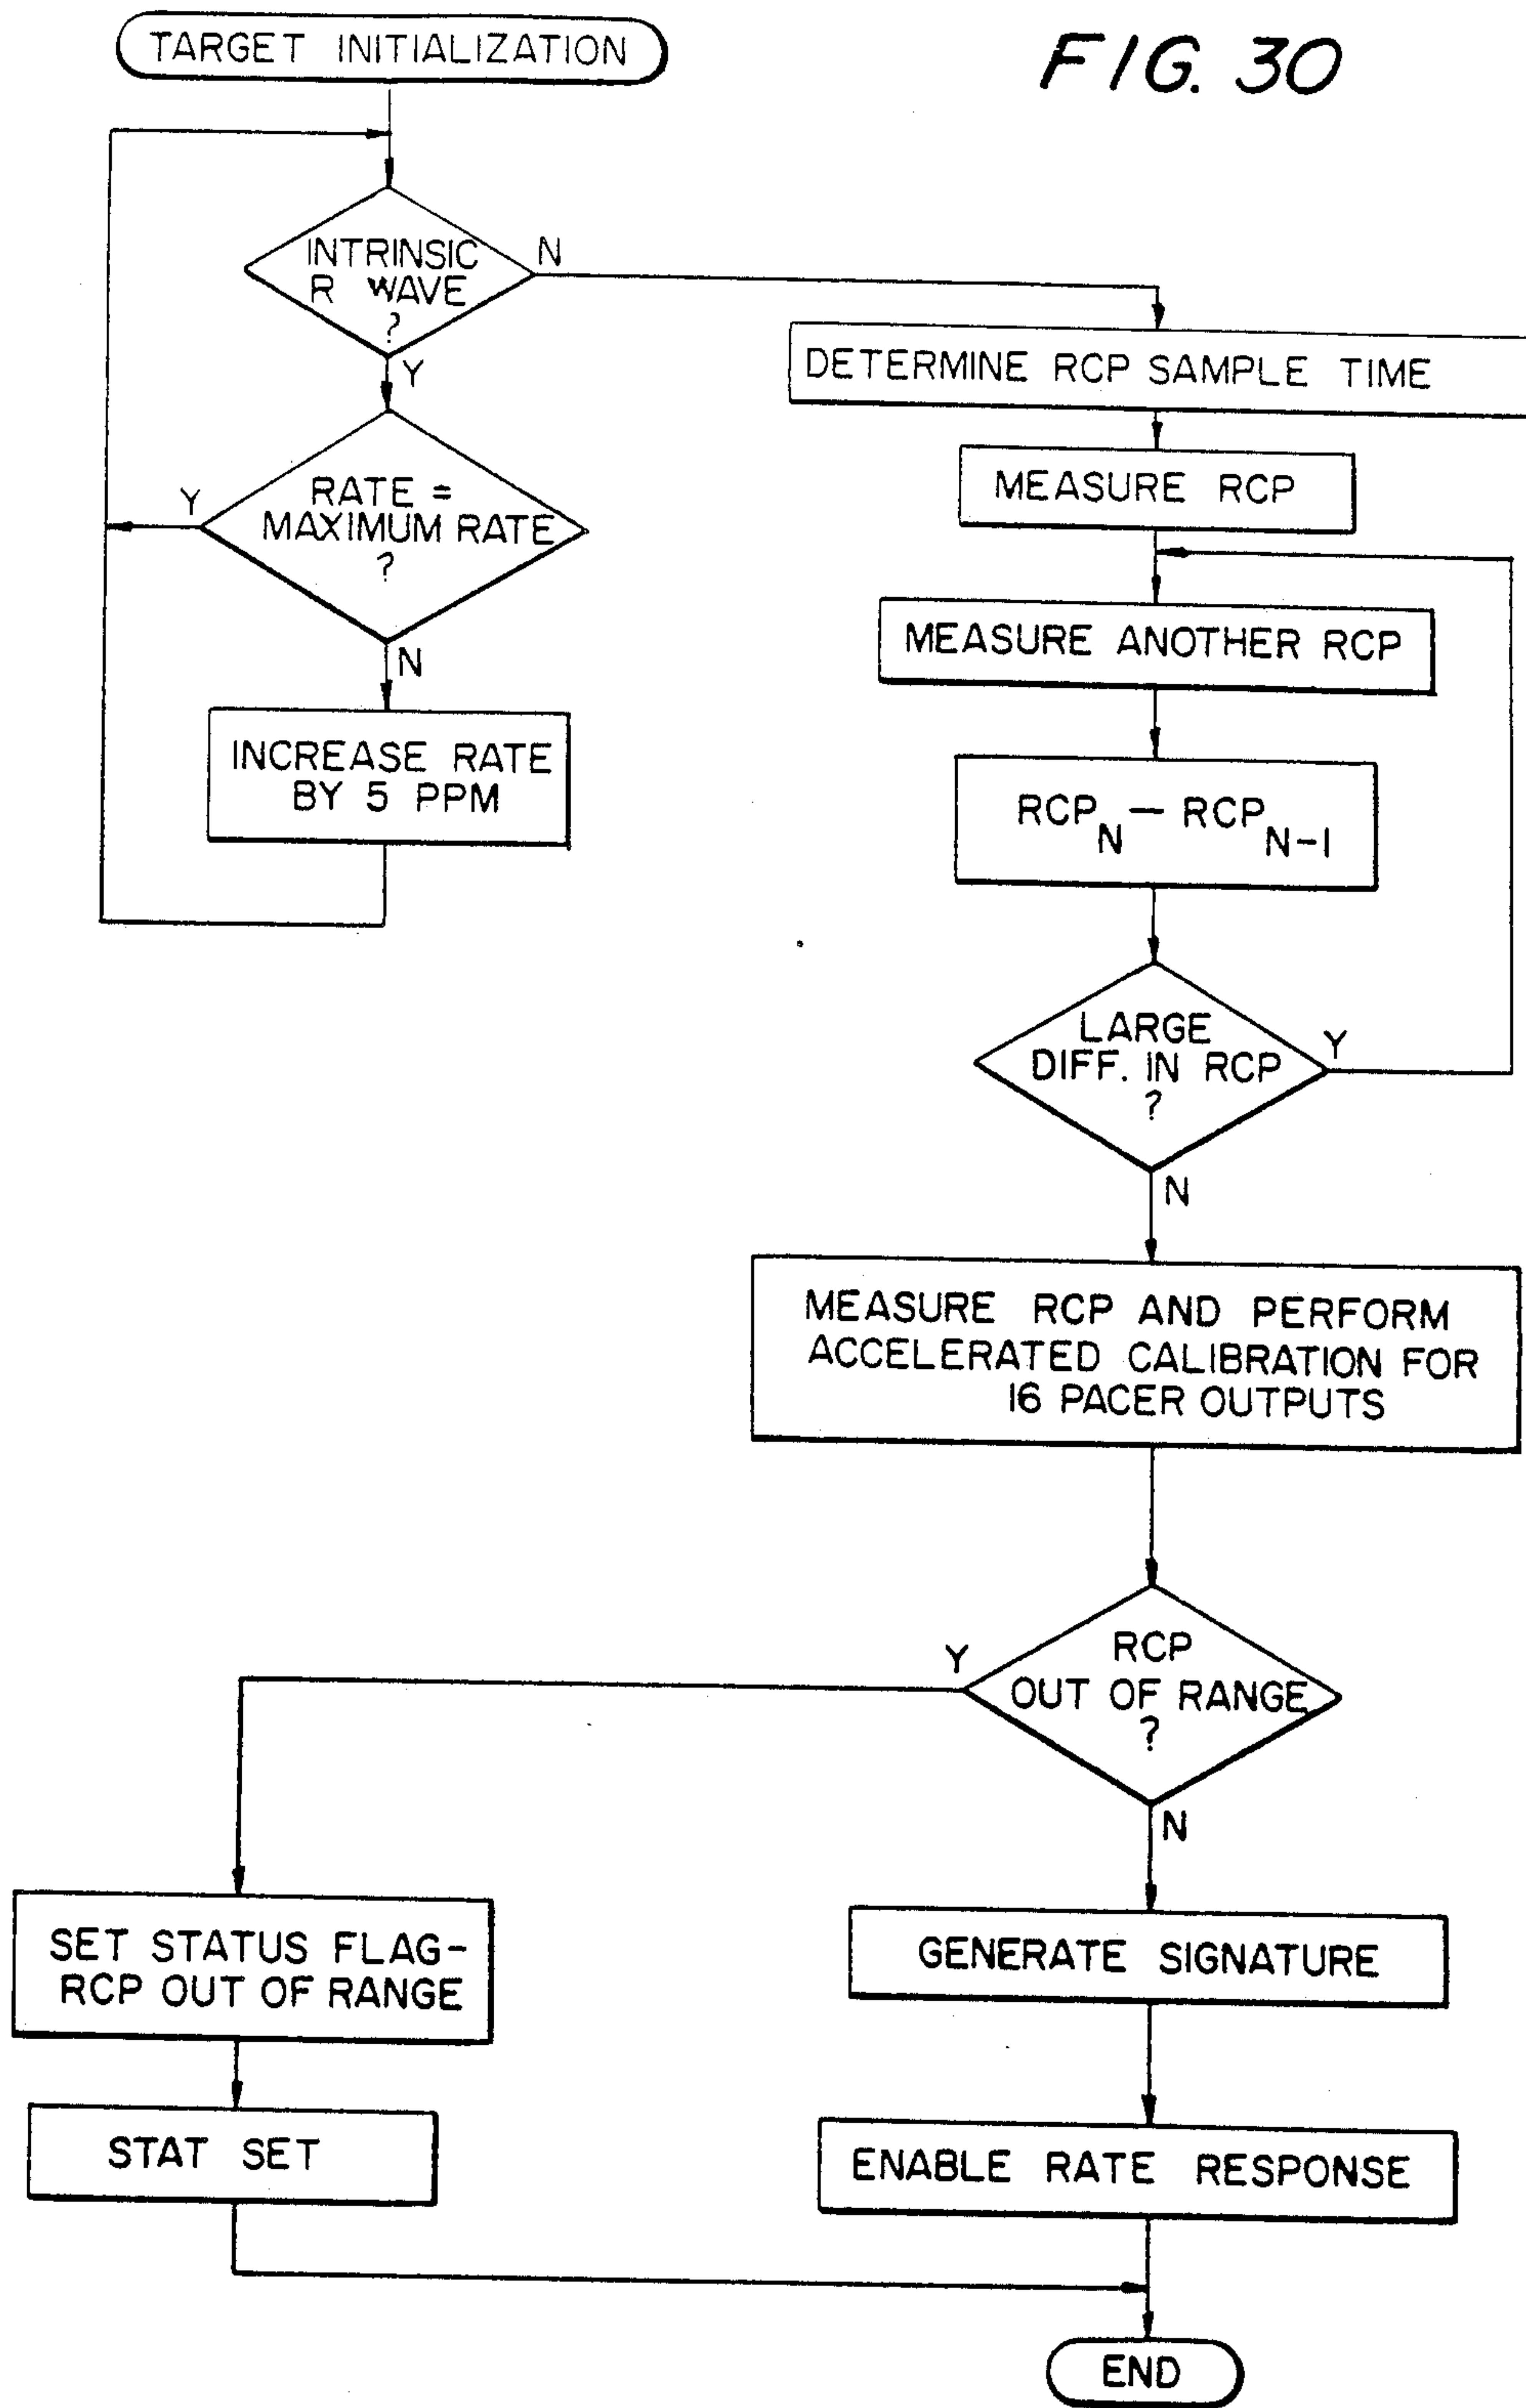 FIG. 30
TARGET INITIALIZATION
INTRINSIC
R WAVE
?
N
Y
RATE =
MAXIMUM RATE
?
Y
N
INCREASE RATE
BY 5 PPM
DETERMINE RCP SAMPLE TIME
MEASURE RCP
MEASURE ANOTHER RCP
RCP_N − RCP_N-1
LARGE
DIFF. IN RCP
?
Y
N
MEASURE RCP AND PERFORM
ACCELERATED CALIBRATION FOR
16 PACER OUTPUTS
RCP
OUT OF RANGE
?
Y
N
SET STATUS FLAG-
RCP OUT OF RANGE
STAT SET
GENERATE SIGNATURE
ENABLE RATE RESPONSE
END